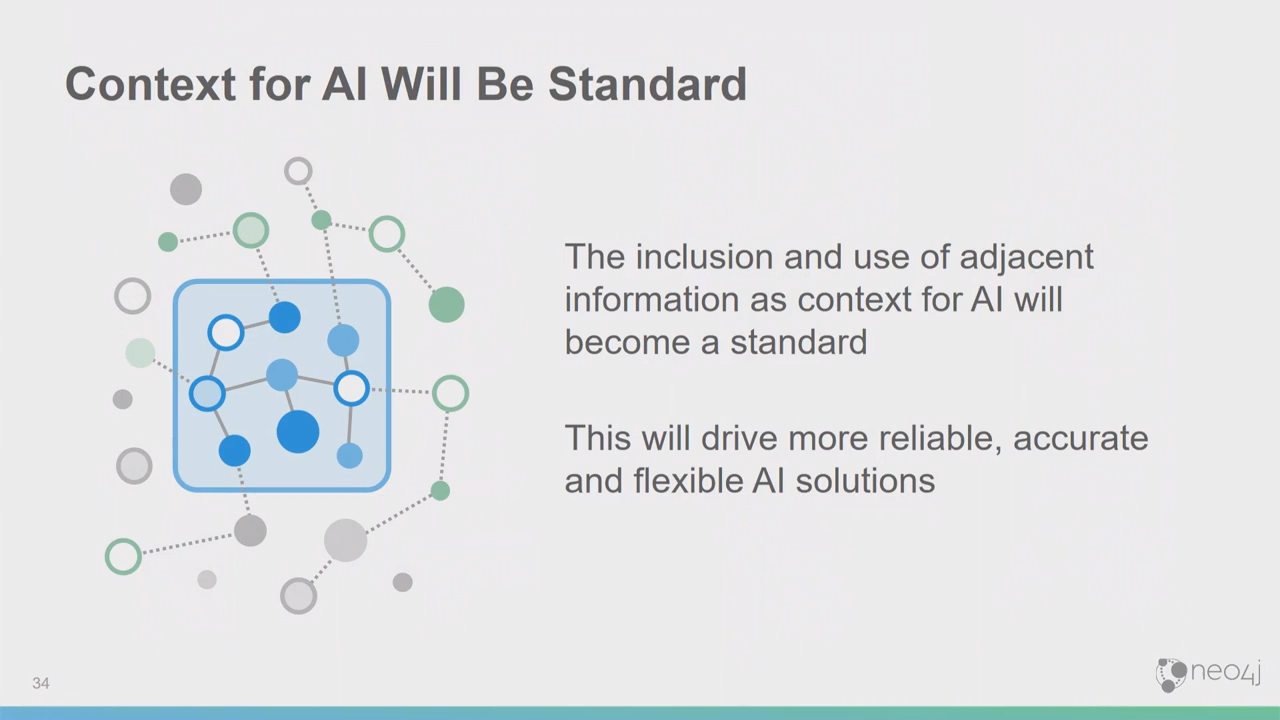 Context for AI Will Be Standard
The inclusion and use of adjacent
information as context for AI will
become a standard
This will drive more reliable, accurate
and flexible AI solutions
34
neo4j